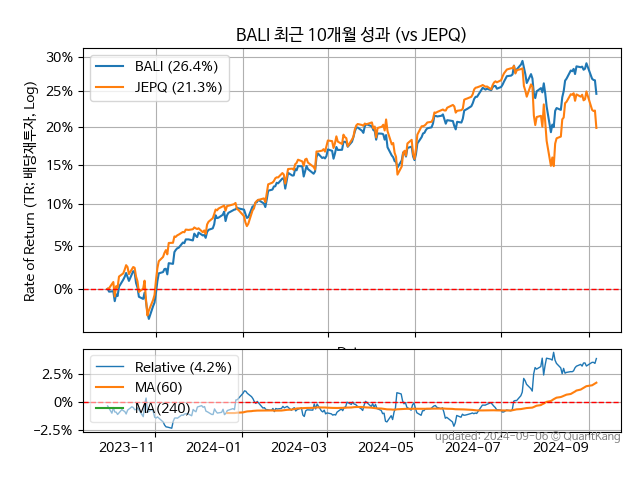 BALI 최근 10개월 성과 (vs JEPQ)
Rate of Return (TR: 배당재투자, Log)
30%
25%
20%
15%
10%
5%
0%
BALI (26.4%)
JEPQ (21.3%)
2.5%
0%
−2.5%
Relative (4.2%)
MA(60)
MA(240)
2023-11
2024-01
2024-03
2024-05
2024-07
2024-09
updated: 2024-09-06 © QuantKang